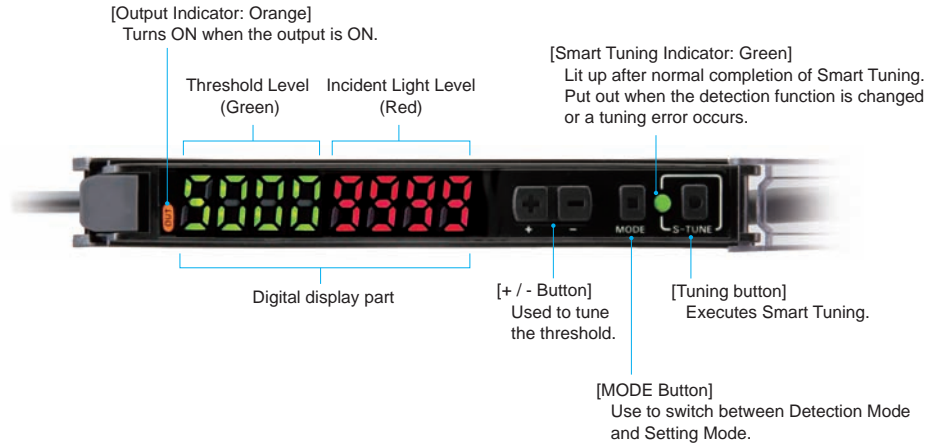 [Output Indicator: Orange]
Turns ON when the output is ON.
[Smart Tuning Indicator: Green]
Lit up after normal completion of Smart Tuning.
Put out when the detection function is changed
or a tuning error occurs.
Threshold Level
(Green)
Incident Light Level
(Red)
OUT
5000
9999
+
-
MODE
S-TUNE
Digital display part
[+ / - Button]
Used to tune
the threshold.
[Tuning button]
Executes Smart Tuning.
[MODE Button]
Use to switch between Detection Mode
and Setting Mode.